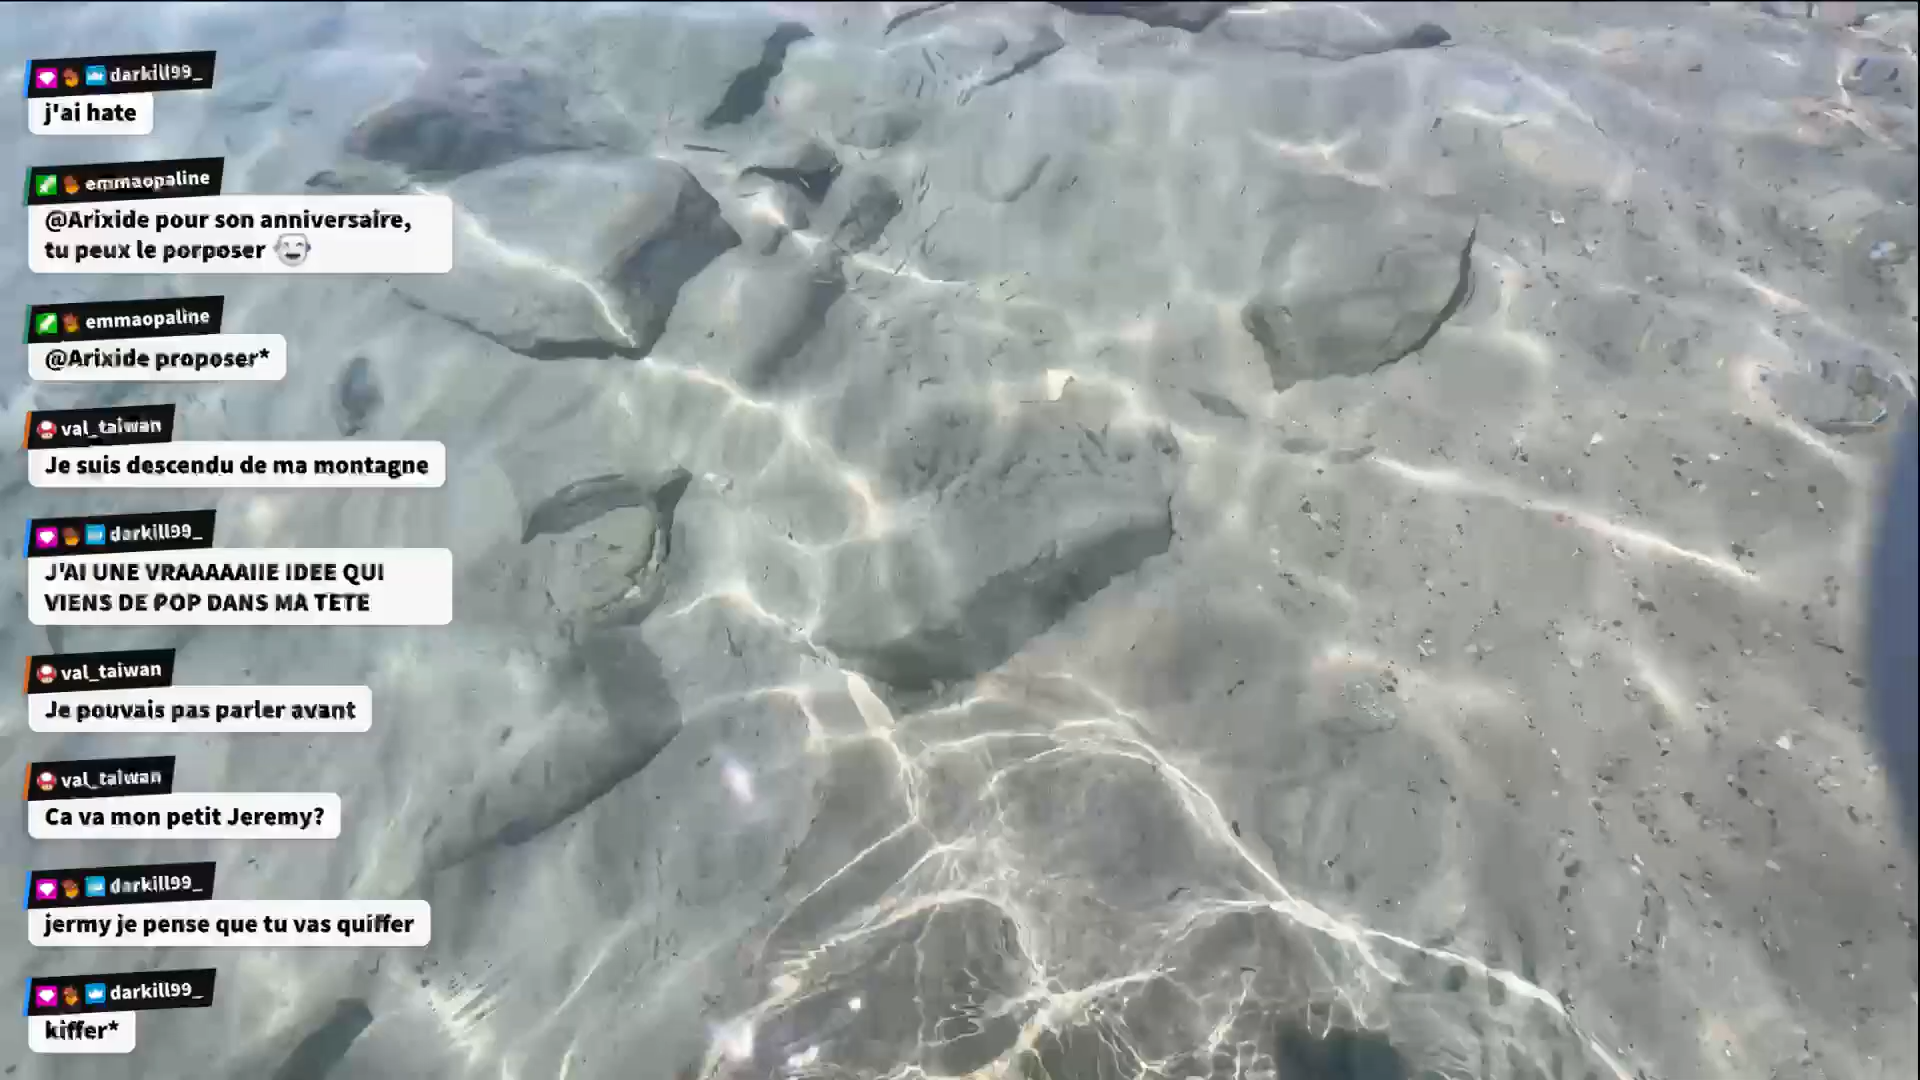 darkill99_
j'ai hate
emmaopaline
@Arixide pour son anniversaire,
tu peux le porposer
emmaopaline
@Arixide proposer*
val_taiwan
Je suis descendu de ma montagne
darkill99_
J'AI UNE VRAAAAAIIE IDEE QUI
VIENS DE POP DANS MA TETE
val_taiwan
Je pouvais pas parler avant
val_taiwan
Ca va mon petit Jeremy?
darkill99_
jermy je pense que tu vas quiffer
darkill99_
kiffer*